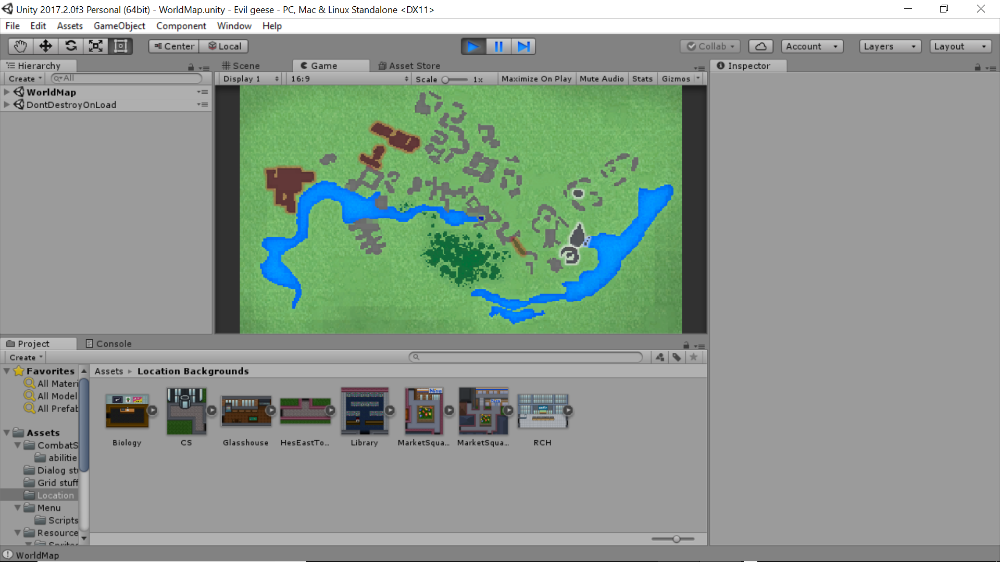 Unity 2017.2.0f3 Personal (64bit) - WorldMap.unity - Evil geese - PC, Mac & Linux Standalone <DX11>
File Edit Assets GameObject Component Window Help
Center Local Collab Account Layers Layout
Hierarchy Scene Game Asset Store Inspector
Create All Display 1 16:9 Scale 1x Maximize On Play Mute Audio Stats Gizmos
WorldMap
DontDestroyOnLoad
Project Console
Create
Favorites Assets Location Backgrounds
All Materi
All Model
All Prefab
Nisa
Nisa
Assets
CombatS
Biology CS Glasshouse HesEastTo... Library MarketSqua... MarketSqua... RCH
abilitie
Dialog stu
Grid stuff
Location
Menu
Scripts
Resource
Sprites
WorldMap